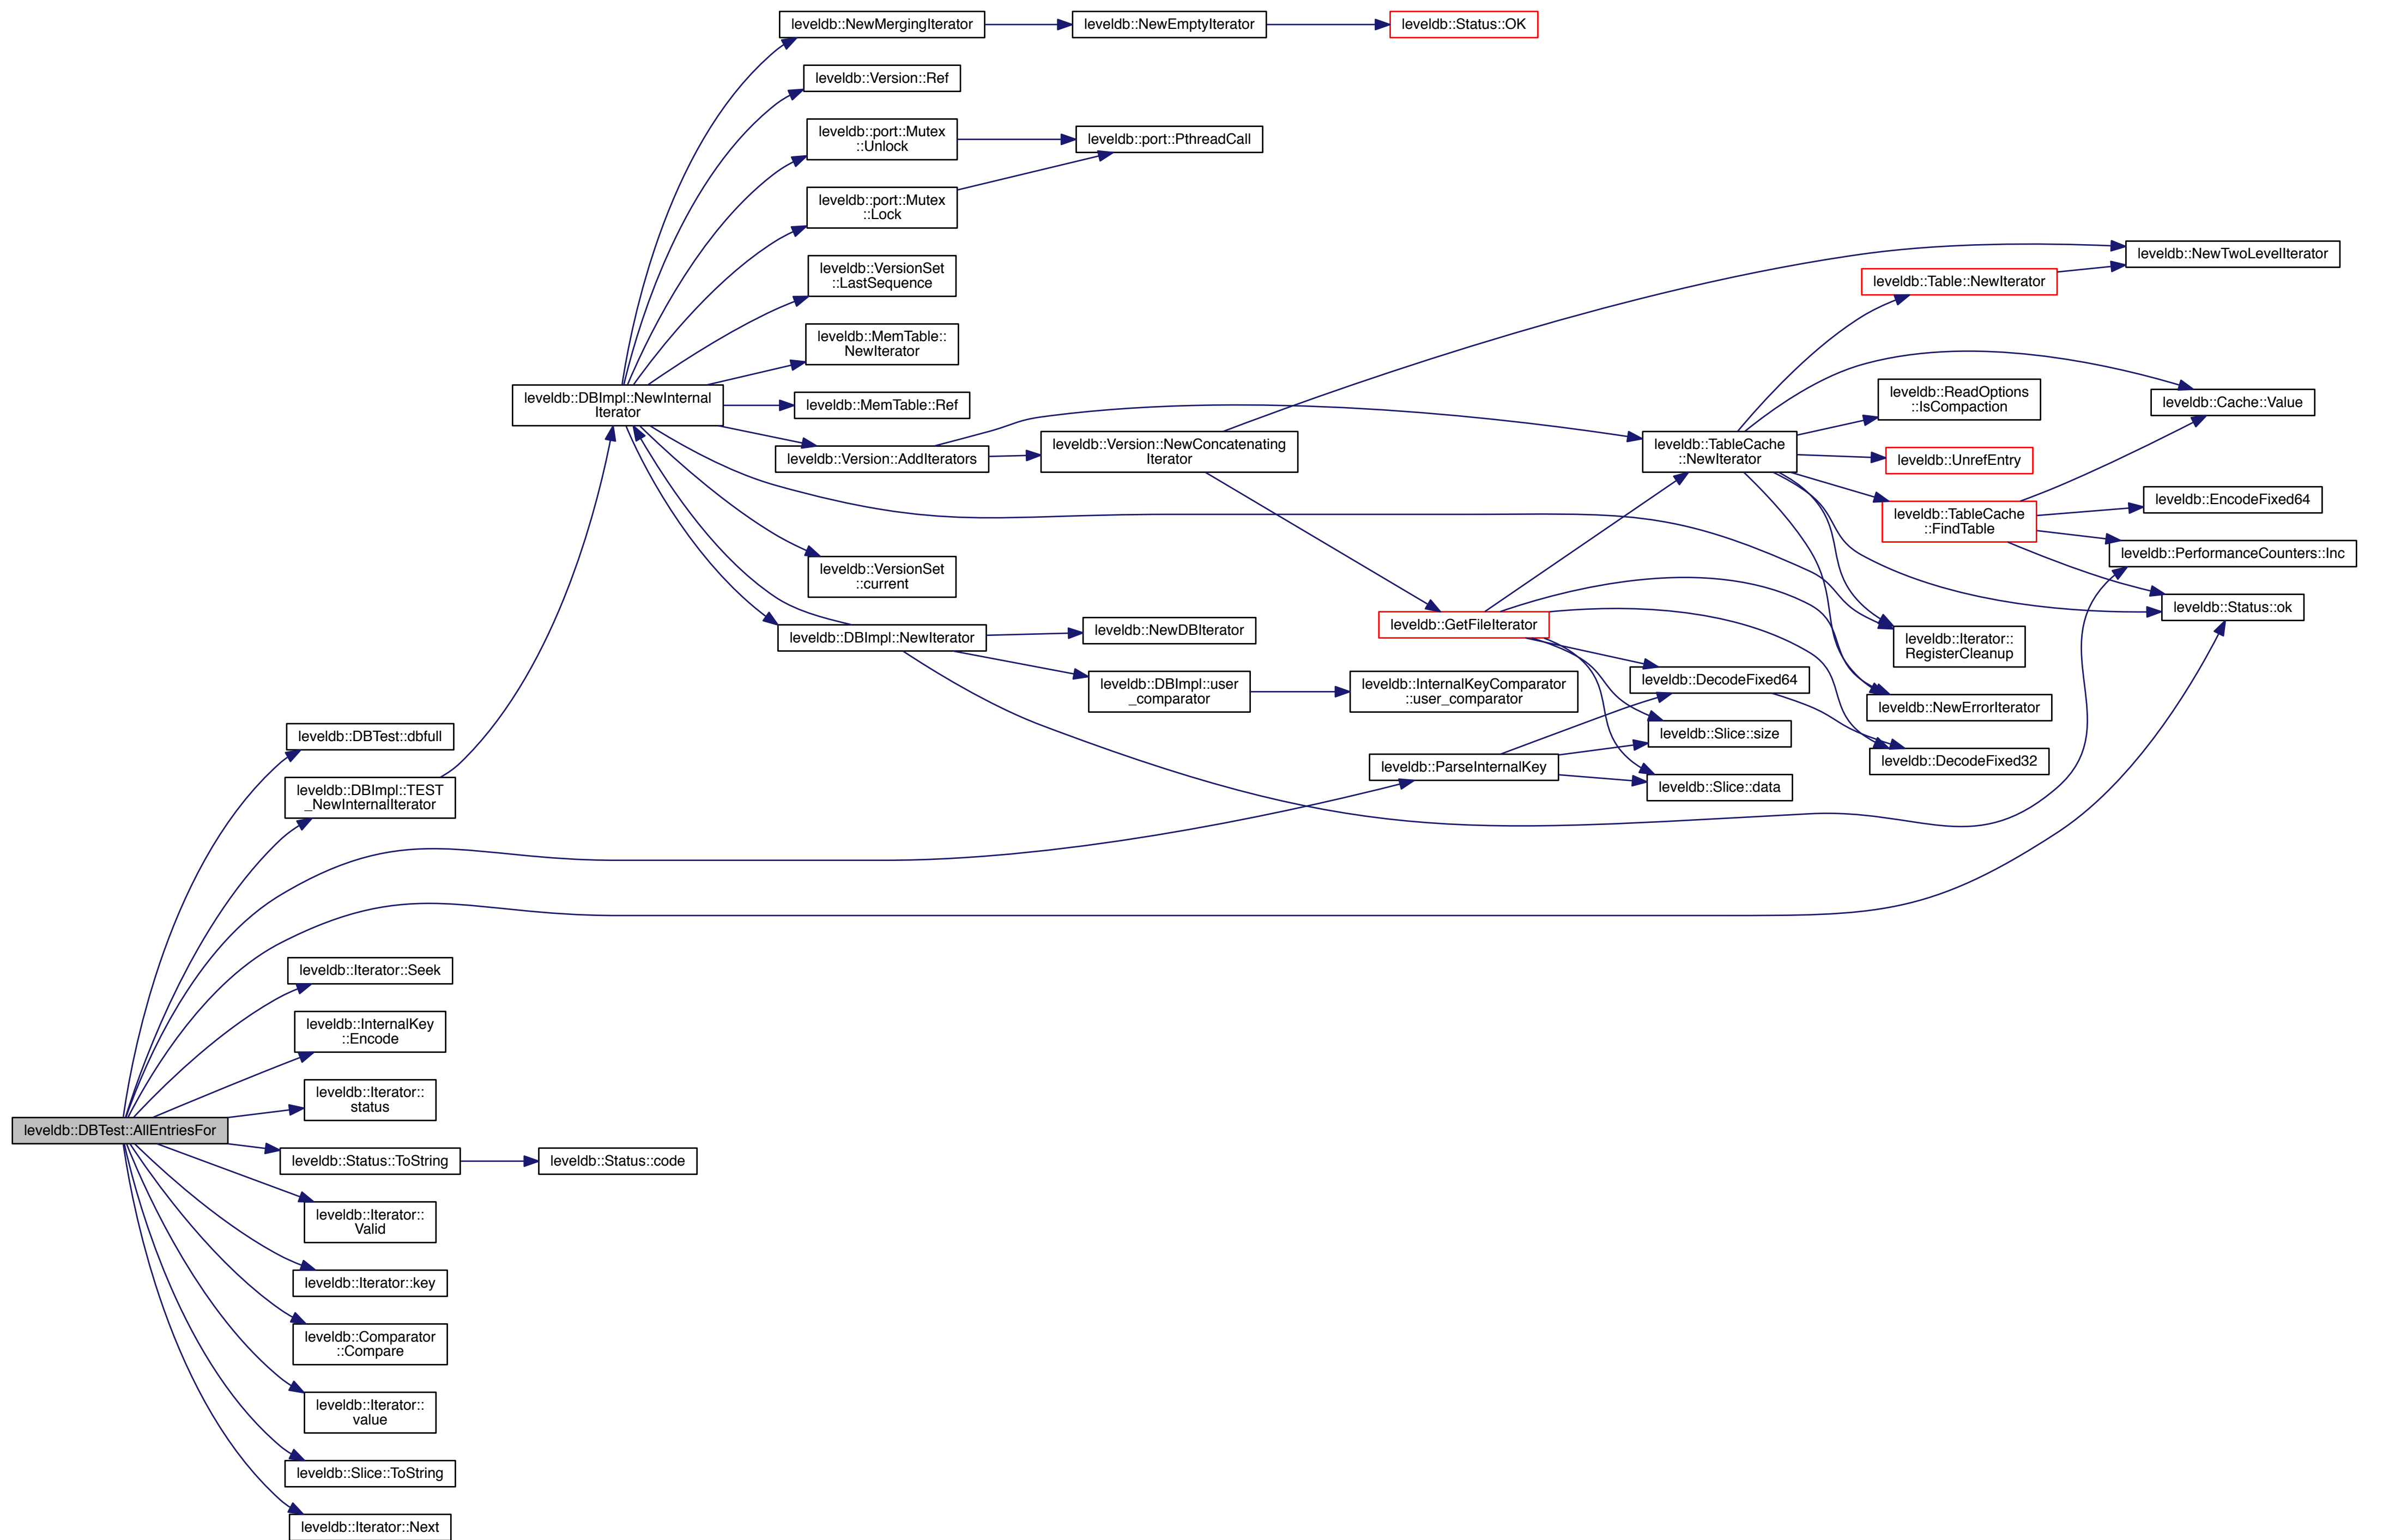 leveldb::NewMergingIterator
leveldb::NewEmptyIterator
leveldb::Status::OK
leveldb::Version::Ref
leveldb::port::Mutex
::Unlock
leveldb::port::PthreadCall
leveldb::port::Mutex
::Lock
leveldb::VersionSet
::LastSequence
leveldb::NewTwoLevelIterator
leveldb::Table::NewIterator
leveldb::MemTable::
NewIterator
leveldb::DBImpl::NewInternal
Iterator
leveldb::MemTable::Ref
leveldb::ReadOptions
::IsCompaction
leveldb::Cache::Value
leveldb::Version::AddIterators
leveldb::Version::NewConcatenating
Iterator
leveldb::TableCache
::NewIterator
leveldb::UnrefEntry
leveldb::EncodeFixed64
leveldb::TableCache
::FindTable
leveldb::PerformanceCounters::Inc
leveldb::VersionSet
::current
leveldb::Status::ok
leveldb::DBImpl::NewIterator
leveldb::NewDBIterator
leveldb::GetFileIterator
leveldb::Iterator::
RegisterCleanup
leveldb::DBImpl::user
_comparator
leveldb::InternalKeyComparator
::user_comparator
leveldb::DecodeFixed64
leveldb::NewErrorIterator
leveldb::DBTest::dbfull
leveldb::Slice::size
leveldb::DecodeFixed32
leveldb::ParseInternalKey
leveldb::Slice::data
leveldb::DBImpl::TEST
_NewInternalIterator
leveldb::Iterator::Seek
leveldb::InternalKey
::Encode
leveldb::Iterator::
status
leveldb::DBTest::AllEntriesFor
leveldb::Status::ToString
leveldb::Status::code
leveldb::Iterator::
Valid
leveldb::Iterator::key
leveldb::Comparator
::Compare
leveldb::Iterator::
value
leveldb::Slice::ToString
leveldb::Iterator::Next